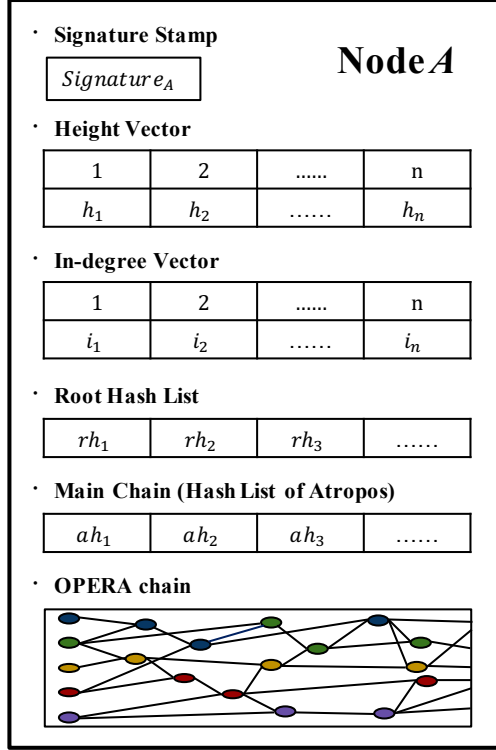 · Signature Stamp
Node A
Signature_A
· Height Vector
1 2 ...... n
h_1 h_2 ...... h_n
· In-degree Vector
1 2 ...... n
i_1 i_2 ...... i_n
· Root Hash List
rh_1 rh_2 rh_3 ......
· Main Chain (Hash List of Atropos)
ah_1 ah_2 ah_3 ......
· OPERA chain